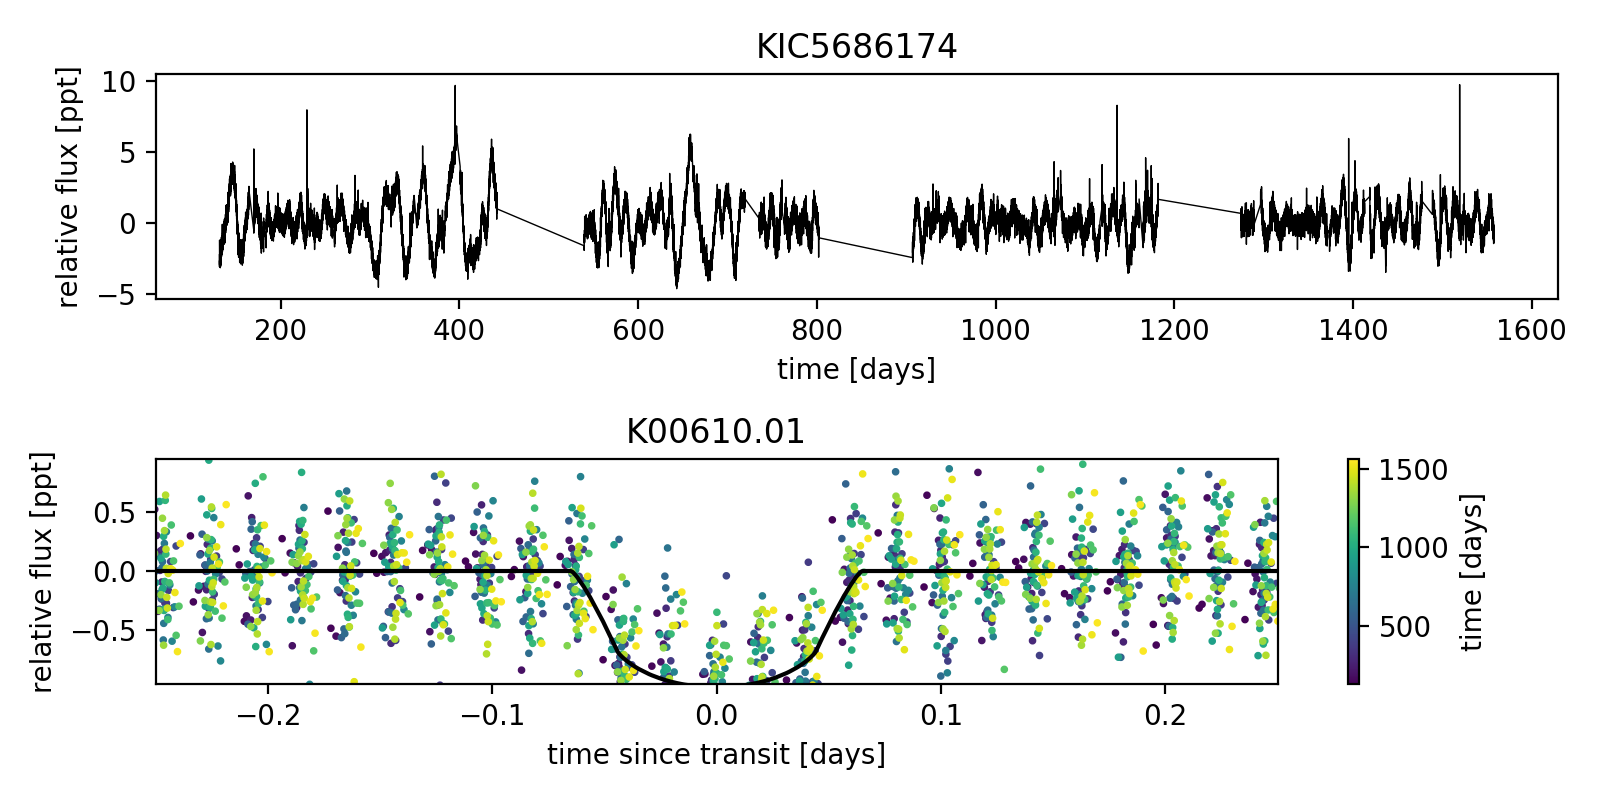 KIC5686174
relative flux [ppt]
10
5
0
−5
200 400 600 800 1000 1200 1400 1600
time [days]
K00610.01
relative flux [ppt]
0.5
0.0
−0.5
−0.2 −0.1 0.0 0.1 0.2
time since transit [days]
1500
1000
500
time [days]